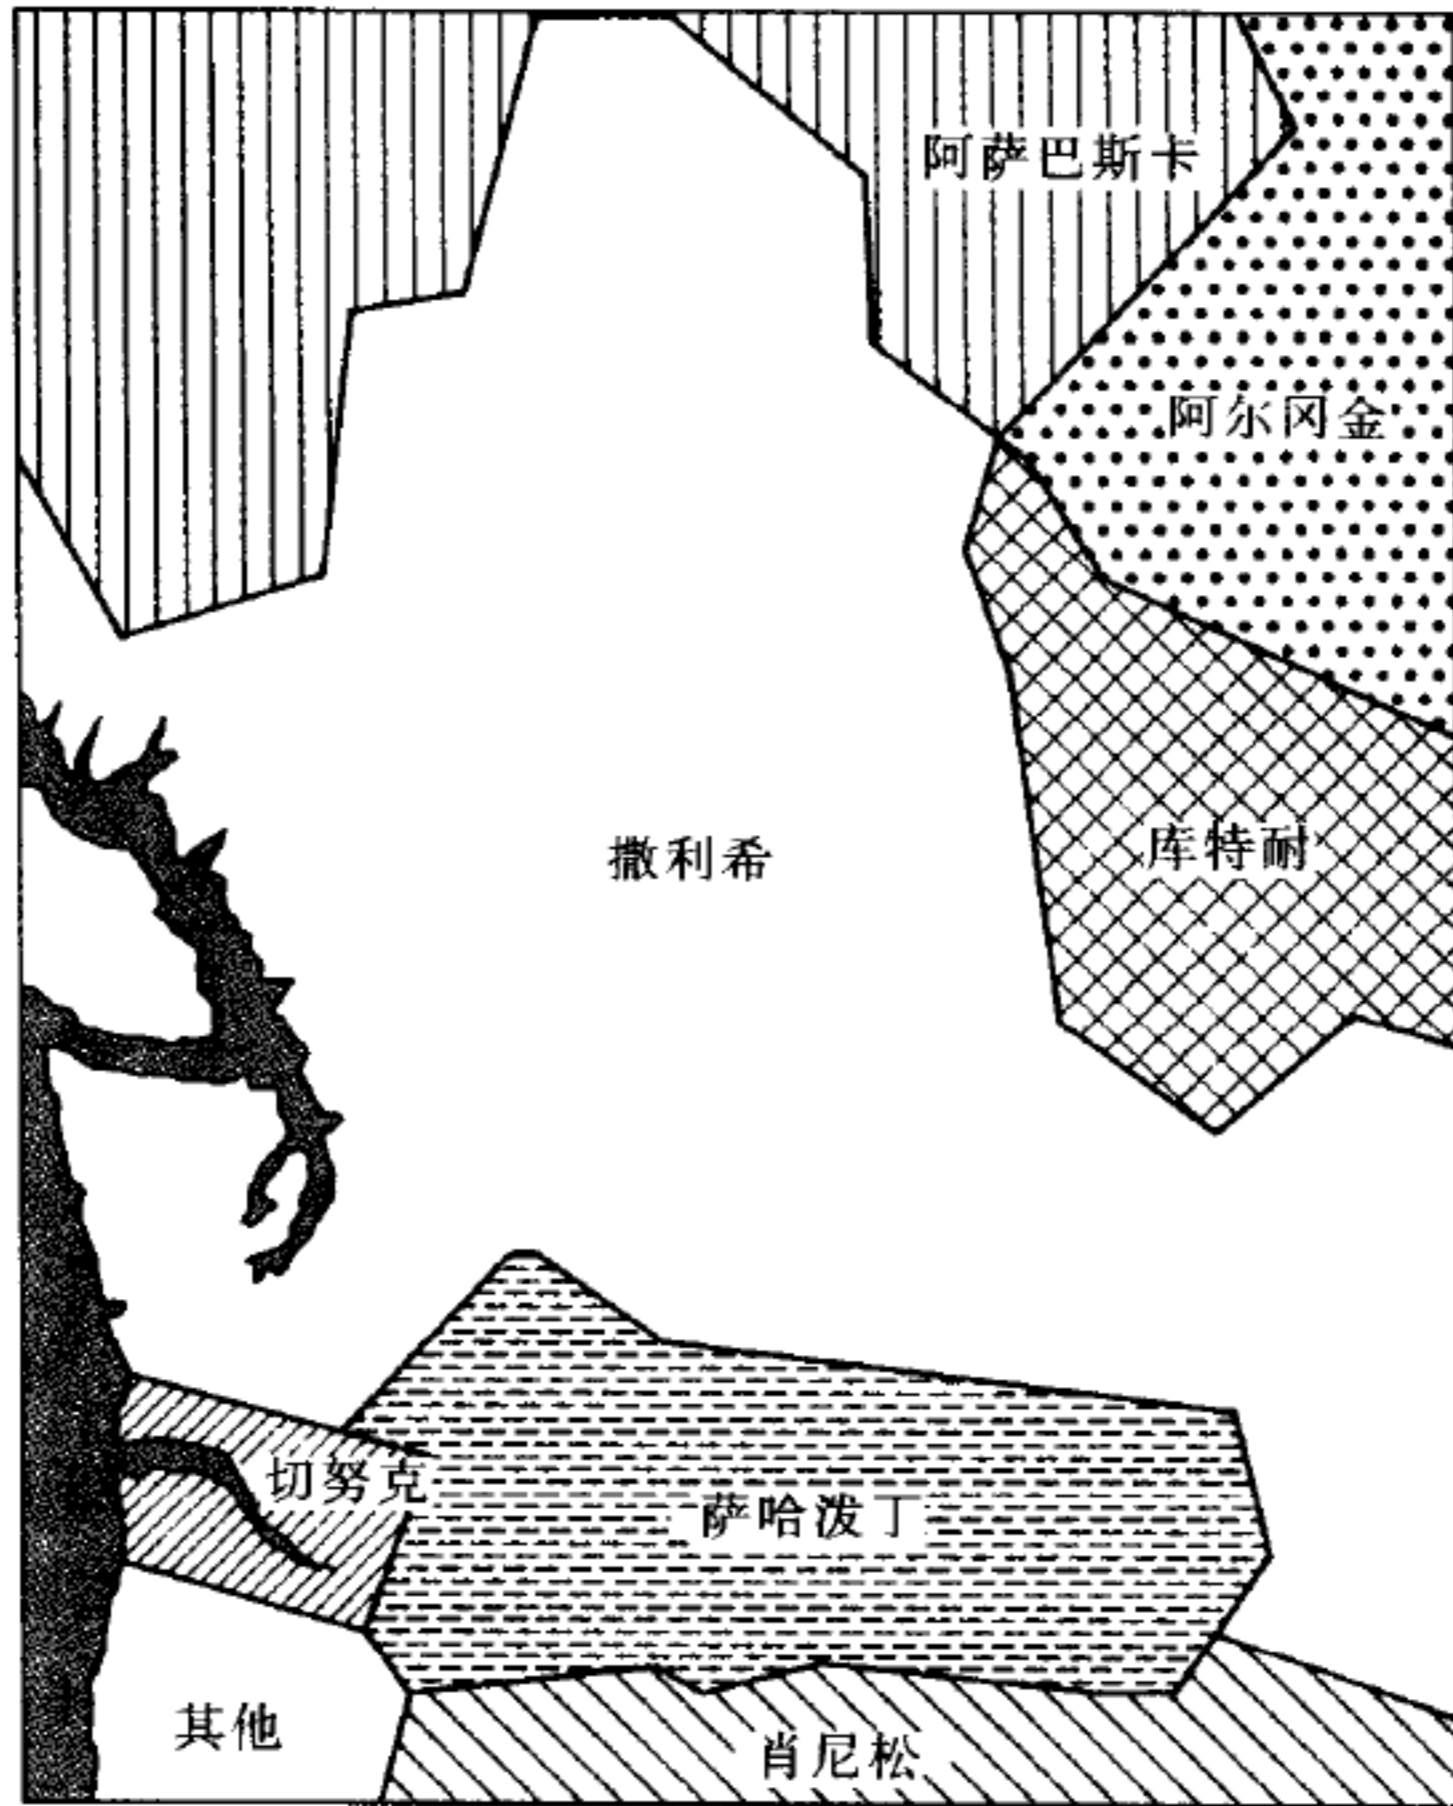 阿萨巴斯卡
阿尔冈金
撒利希
库特耐
切努克
萨哈泼丁
其他
肖尼松